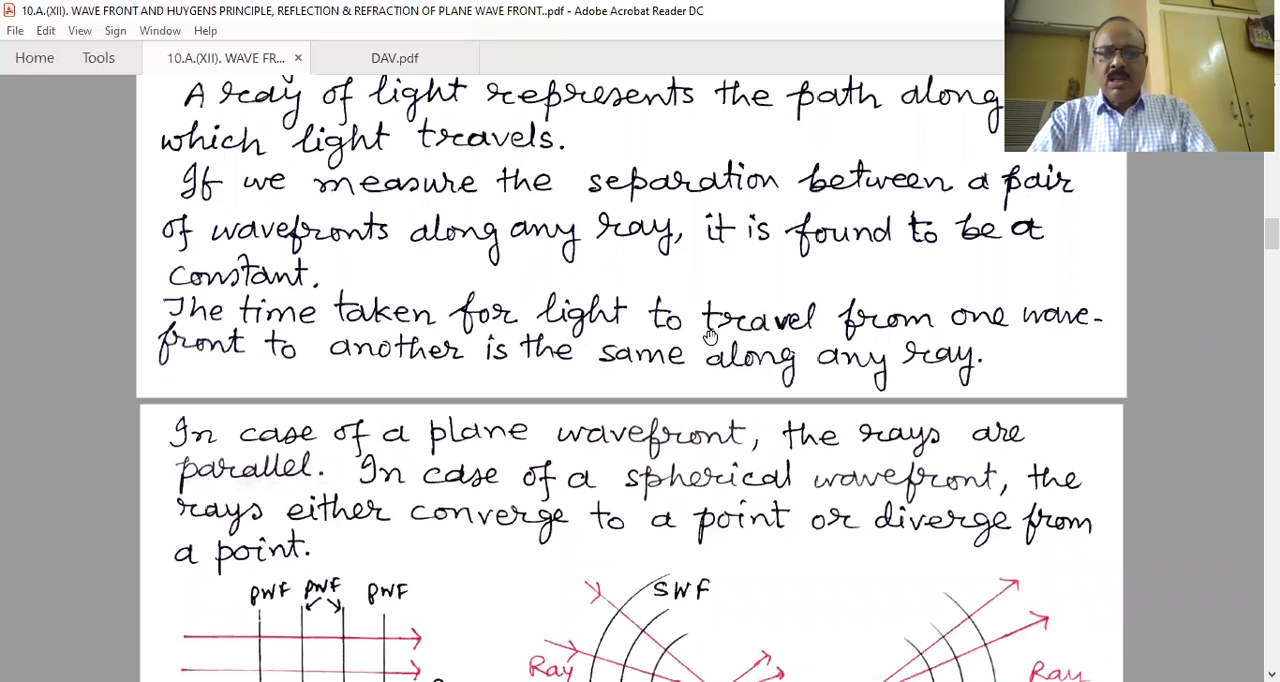 10.A.(XII). WAVE FRONT AND HUYGENS PRINCIPLE, REFLECTION & REFRACTION OF PLANE WAVE FRONT..pdf - Adobe Acrobat Reader DC
File Edit View Sign Window Help
Home Tools 10.A.(XII). WAVE FR... × DAV.pdf
A ray of light represents the path along
which light travels.
If we measure the separation between a pair
of wavefronts along any ray, it is found to be a
constant.
The time taken for light to travel from one wave-
front to another is the same along any ray.
In case of a plane wavefront, the rays are
parallel. In case of a spherical wavefront, the
rays either converge to a point or diverge from
a point.
PWF PWF PWF SWF
Ray Ray